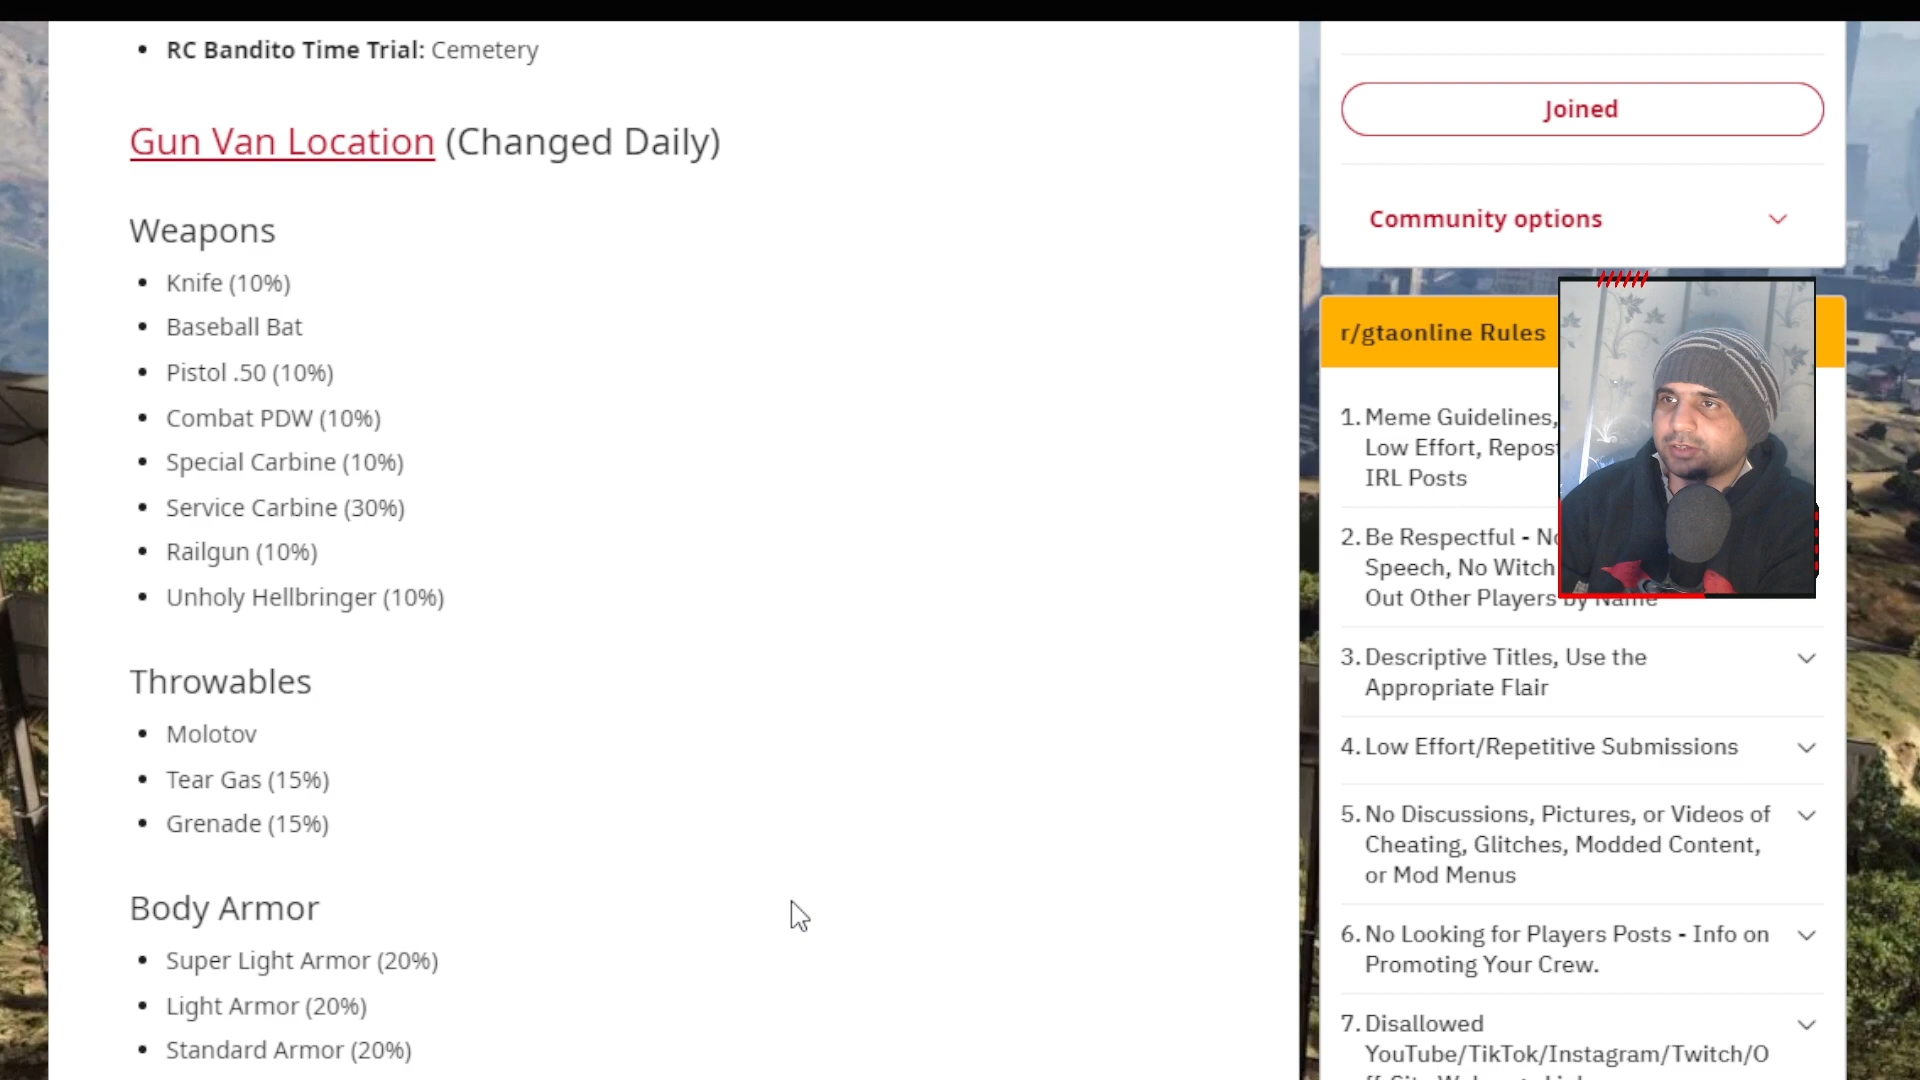 RC Bandito Time Trial: Cemetery
Gun Van Location (Changed Daily)
Weapons
Knife (10%)
Baseball Bat
Pistol .50 (10%)
Combat PDW (10%)
Special Carbine (10%)
Service Carbine (30%)
Railgun (10%)
Unholy Hellbringer (10%)
Throwables
Molotov
Tear Gas (15%)
Grenade (15%)
Body Armor
Super Light Armor (20%)
Light Armor (20%)
Standard Armor (20%)
Joined
Community options
r/gtaonline Rules
1. Meme Guidelines,
Low Effort,
IRL Posts
2. Be Respectful -
Speech, No Witch
Out Other Players by Name
3. Descriptive Titles, Use the
Appropriate Flair
4. Low Effort/Repetitive Submissions
5. No Discussions, Pictures, or Videos of
Cheating, Glitches, Modded Content,
or Mod Menus
6. No Looking for Players Posts - Info on
Promoting Your Crew.
7. Disallowed
YouTube/TikTok/Instagram/Twitch/O